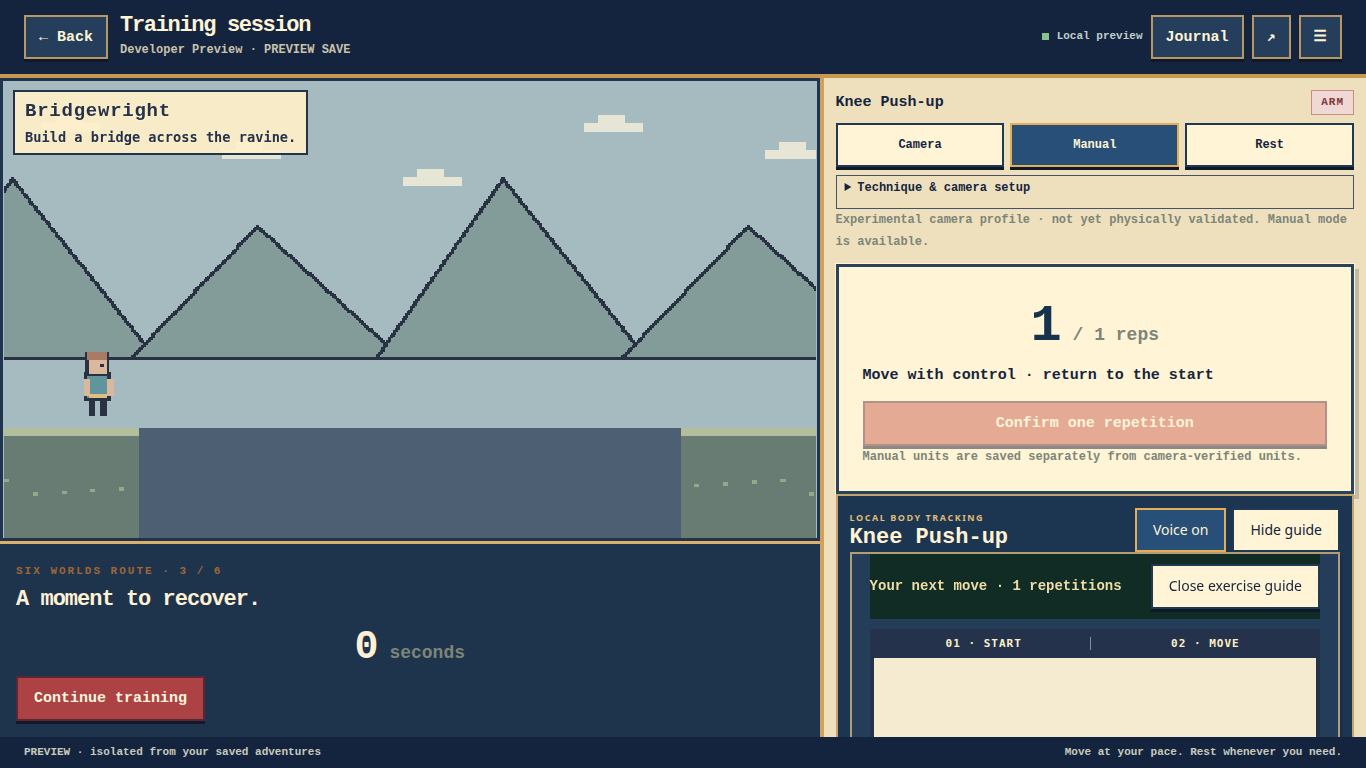 ← Back
Training session
Developer Preview · PREVIEW SAVE
Local preview
Journal
↗
☰
Bridgewright
Build a bridge across the ravine.
SIX WORLDS ROUTE · 3 / 6
A moment to recover.
0 seconds
Continue training
Knee Push-up
ARM
Camera
Manual
Rest
▶ Technique & camera setup
Experimental camera profile · not yet physically validated. Manual mode
is available.
1 / 1 reps
Move with control · return to the start
Confirm one repetition
Manual units are saved separately from camera-verified units.
LOCAL BODY TRACKING
Knee Push-up
Voice on
Hide guide
Your next move · 1 repetitions
Close exercise guide
01 · START
02 · MOVE
PREVIEW · isolated from your saved adventures
Move at your pace. Rest whenever you need.